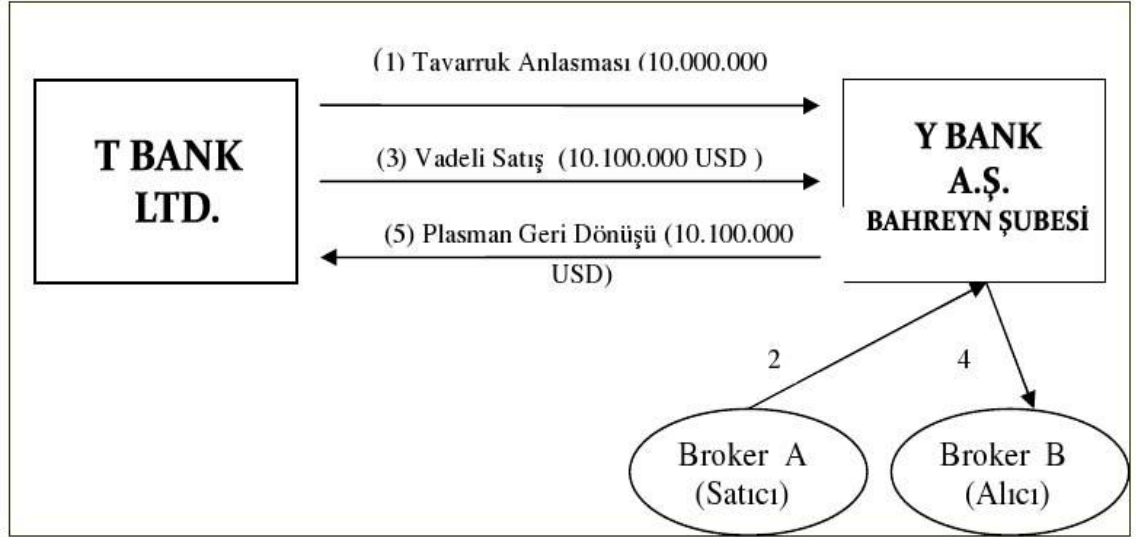 (1) Tavarruk Anlasması (10.000.000
T BANK
LTD.
(3) Vadeli Satış (10.100.000 USD )
(5) Plasman Geri Dönüşü (10.100.000
USD)
Y BANK
A.Ş.
BAHREYN ŞUBESİ
2
4
Broker A
(Satıcı)
Broker B
(Alıcı)